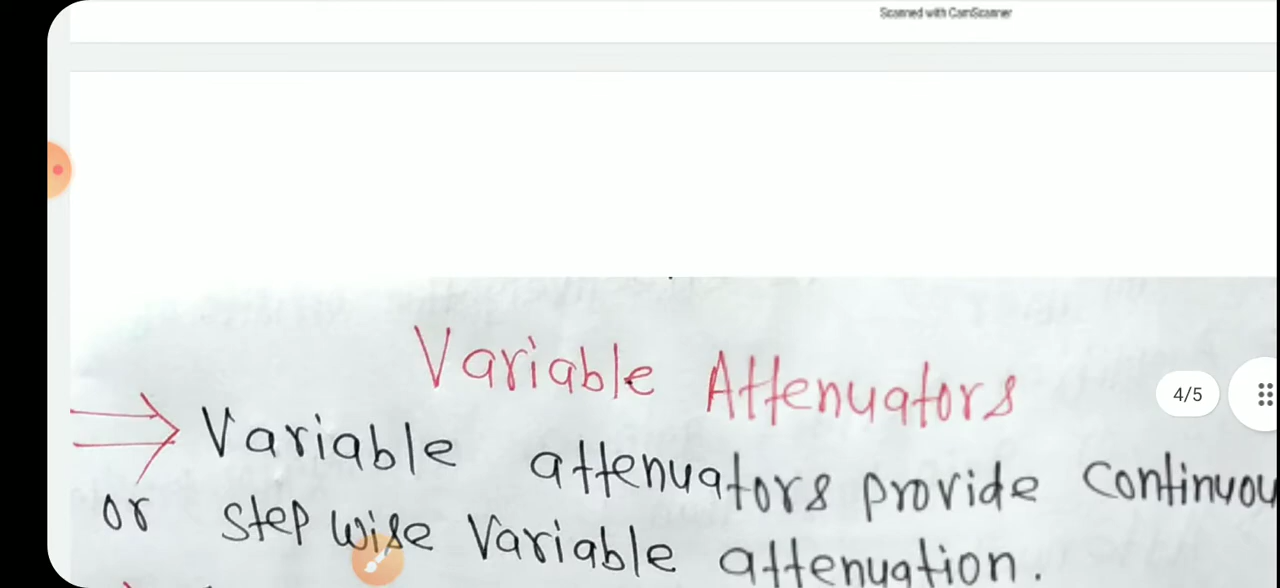 Scanned with CamScanner
Variable Attenuators
4/5
Variable attenuators provide continuou
or step wise variable attenuation.